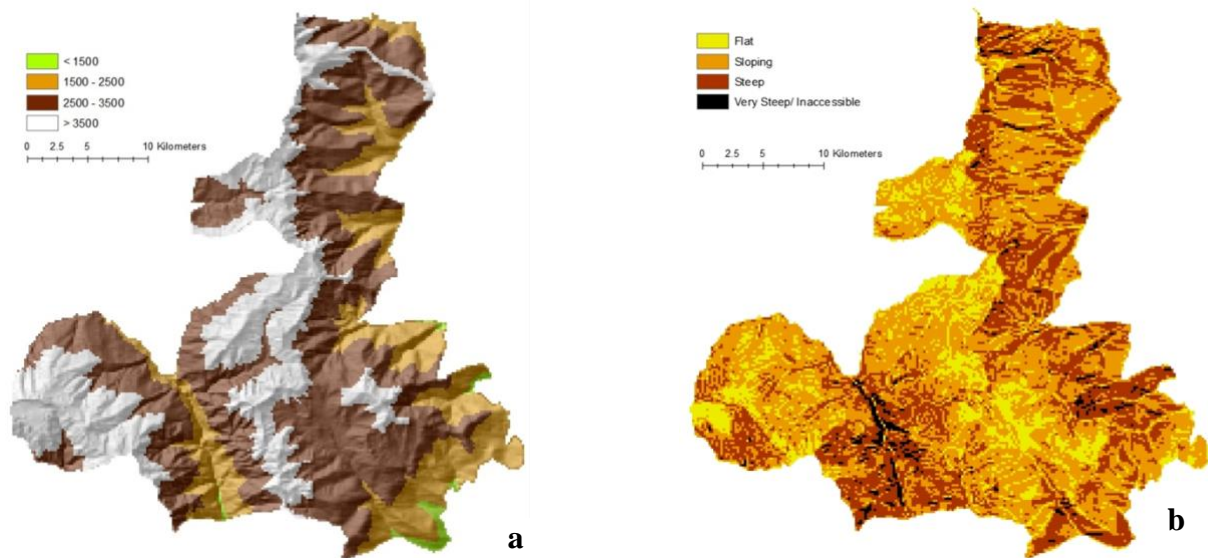 < 1500
1500 - 2500
2500 - 3500
> 3500
0 2.5 5 10 Kilometers
a
Flat
Sloping
Steep
Very Steep/ Inaccessible
0 2.5 5 10 Kilometers
b